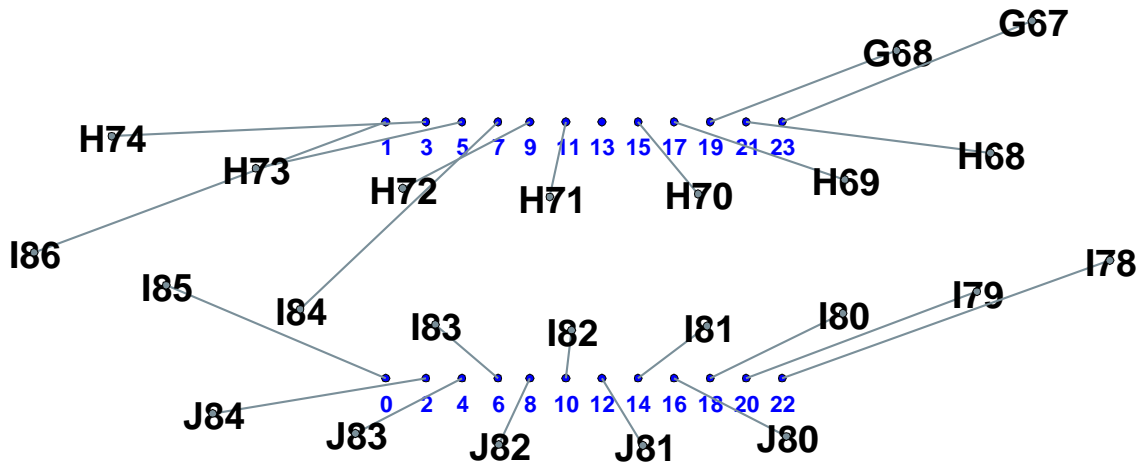 G67
G68
H74
1 3 5 7 9 11 13 15 17 19 21 23
H73
H68
H72
H71
H70
H69
I86
I85
I84
I83
I82
I81
I80
I79
I78
0 2 4 6 8 10 12 14 16 18 20 22
J84
J83
J82
J81
J80